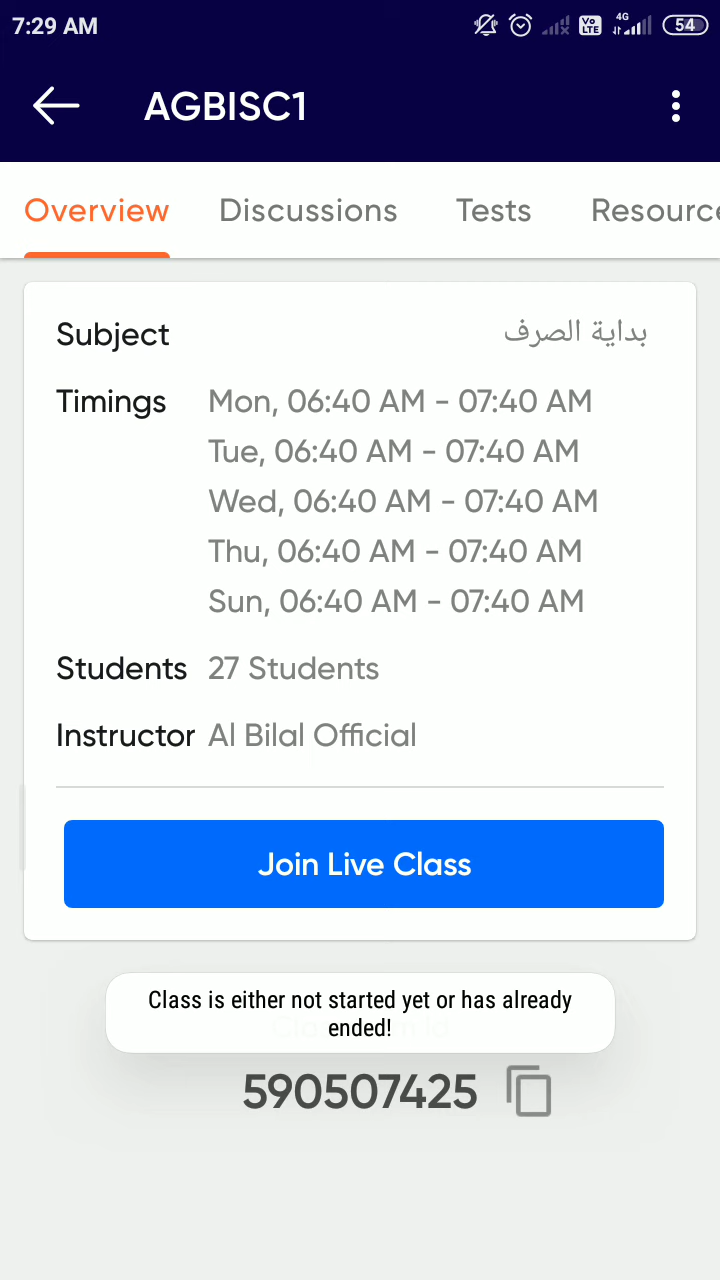 7:29 AM
Vo LTE
4G
54
AGBISC1
Overview
Discussions
Tests
Resource
Subject
بداية الصرف
Timings
Mon, 06:40 AM - 07:40 AM
Tue, 06:40 AM - 07:40 AM
Wed, 06:40 AM - 07:40 AM
Thu, 06:40 AM - 07:40 AM
Sun, 06:40 AM - 07:40 AM
Students 27 Students
Instructor Al Bilal Official
Join Live Class
Class is either not started yet or has already
ended!
590507425